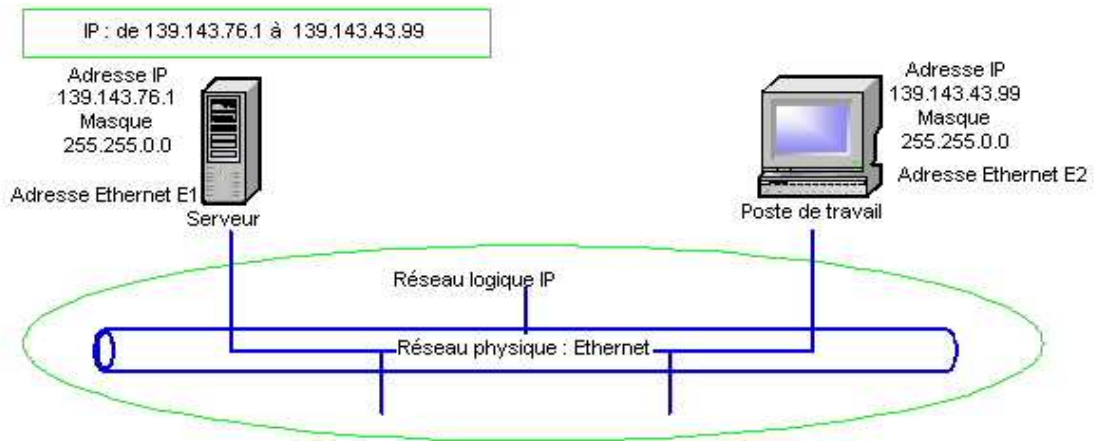 IP : de 139.143.76.1 à 139.143.43.99
Adresse IP
139.143.76.1
Masque
255.255.0.0
Adresse Ethernet E1
Serveur
Adresse IP
139.143.43.99
Masque
255.255.0.0
Adresse Ethernet E2
Poste de travail
Réseau logique IP
Réseau physique : Ethernet